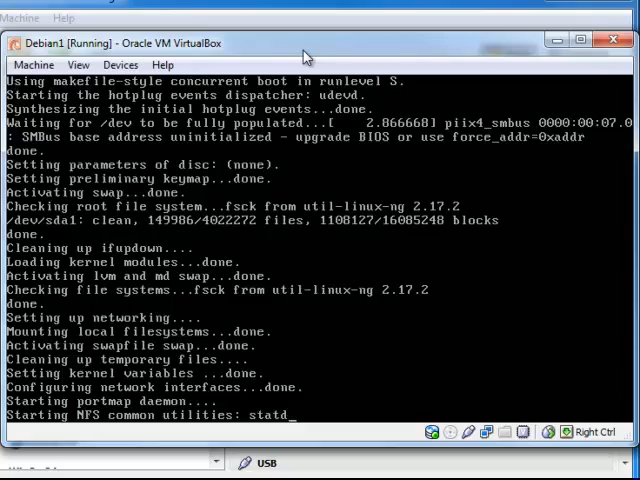 Machine Help
Debian1 [Running] - Oracle VM VirtualBox
Machine View Devices Help
Using makefile-style concurrent boot in runlevel S.
Starting the hotplug events dispatcher: udevd.
Synthesizing the initial hotplug events...done.
Waiting for /dev to be fully populated...[    2.866668] piix4_smbus 0000:00:07.0
: SMBus base address uninitialized - upgrade BIOS or use force_addr=0xaddr
done.
Setting parameters of disc: (none).
Setting preliminary keymap...done.
Activating swap...done.
Checking root file system...fsck from util-linux-ng 2.17.2
/dev/sda1: clean, 149986/4022272 files, 1108127/16085248 blocks
done.
Cleaning up ifupdown....
Loading kernel modules...done.
Activating lvm and md swap...done.
Checking file systems...fsck from util-linux-ng 2.17.2
done.
Setting up networking....
Mounting local filesystems...done.
Activating swapfile swap...done.
Cleaning up temporary files....
Setting kernel variables ...done.
Configuring network interfaces...done.
Starting portmap daemon....
Starting NFS common utilities: statd_
Right Ctrl
USB